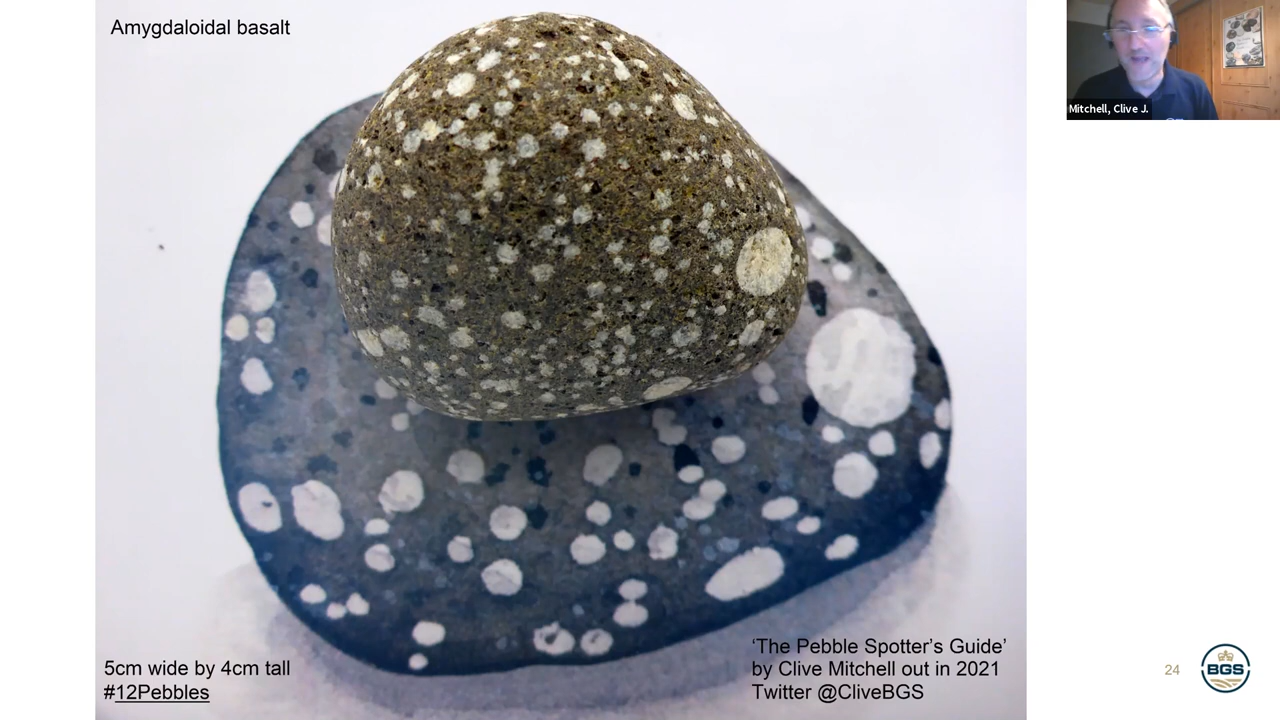 Amygdaloidal basalt
Mitchell, Clive J.
5cm wide by 4cm tall
#12Pebbles
‘The Pebble Spotter’s Guide’
by Clive Mitchell out in 2021
Twitter @CliveBGS
24
BGS